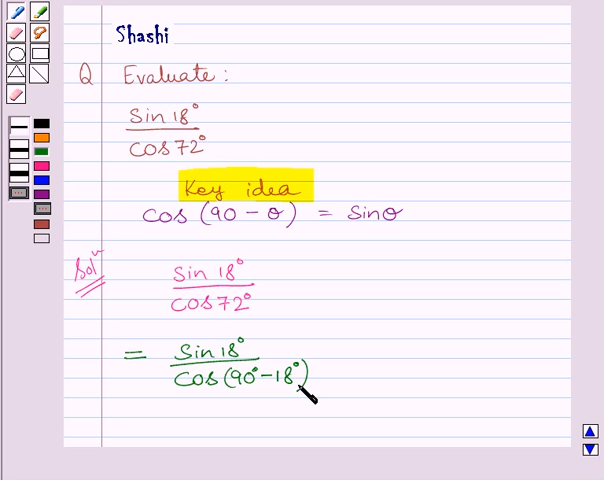 Shashi
Q Evaluate :
Sin 18°
cos 72°
Key idea
cos (90 - θ) = sinθ
Solⁿ
Sin 18°
cos 72°
= Sin 18°
Cos (90° - 18°)